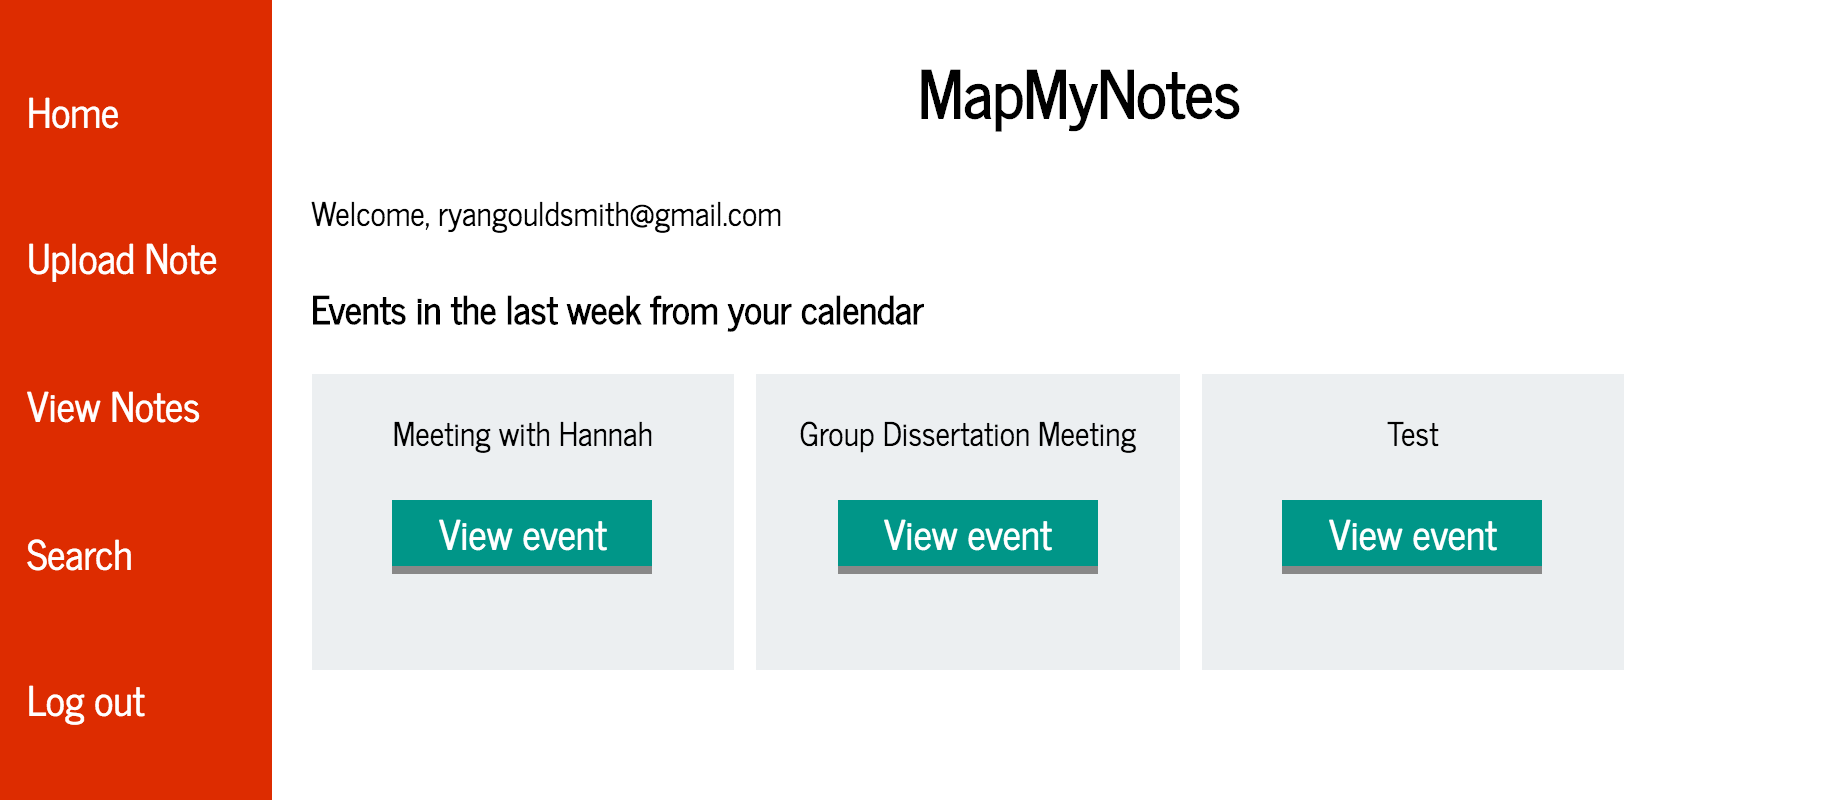 Home
Upload Note
View Notes
Search
Log out
MapMyNotes
Welcome, ryangouldsmith@gmail.com
Events in the last week from your calendar
Meeting with Hannah
View event
Group Dissertation Meeting
View event
Test
View event